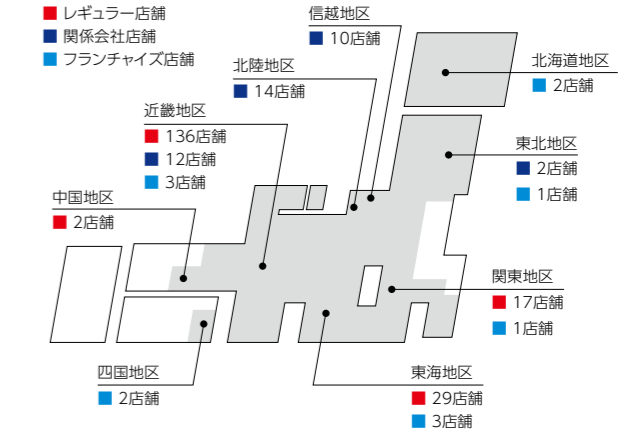 ■ レギュラー店舗
■ 関係会社店舗
■ フランチャイズ店舗
信越地区
■ 10店舗
北陸地区
■ 14店舗
北海道地区
■ 2店舗
近畿地区
■ 136店舗
■ 12店舗
■ 3店舗
東北地区
■ 2店舗
■ 1店舗
中国地区
■ 2店舗
関東地区
■ 17店舗
■ 1店舗
四国地区
■ 2店舗
東海地区
■ 29店舗
■ 3店舗